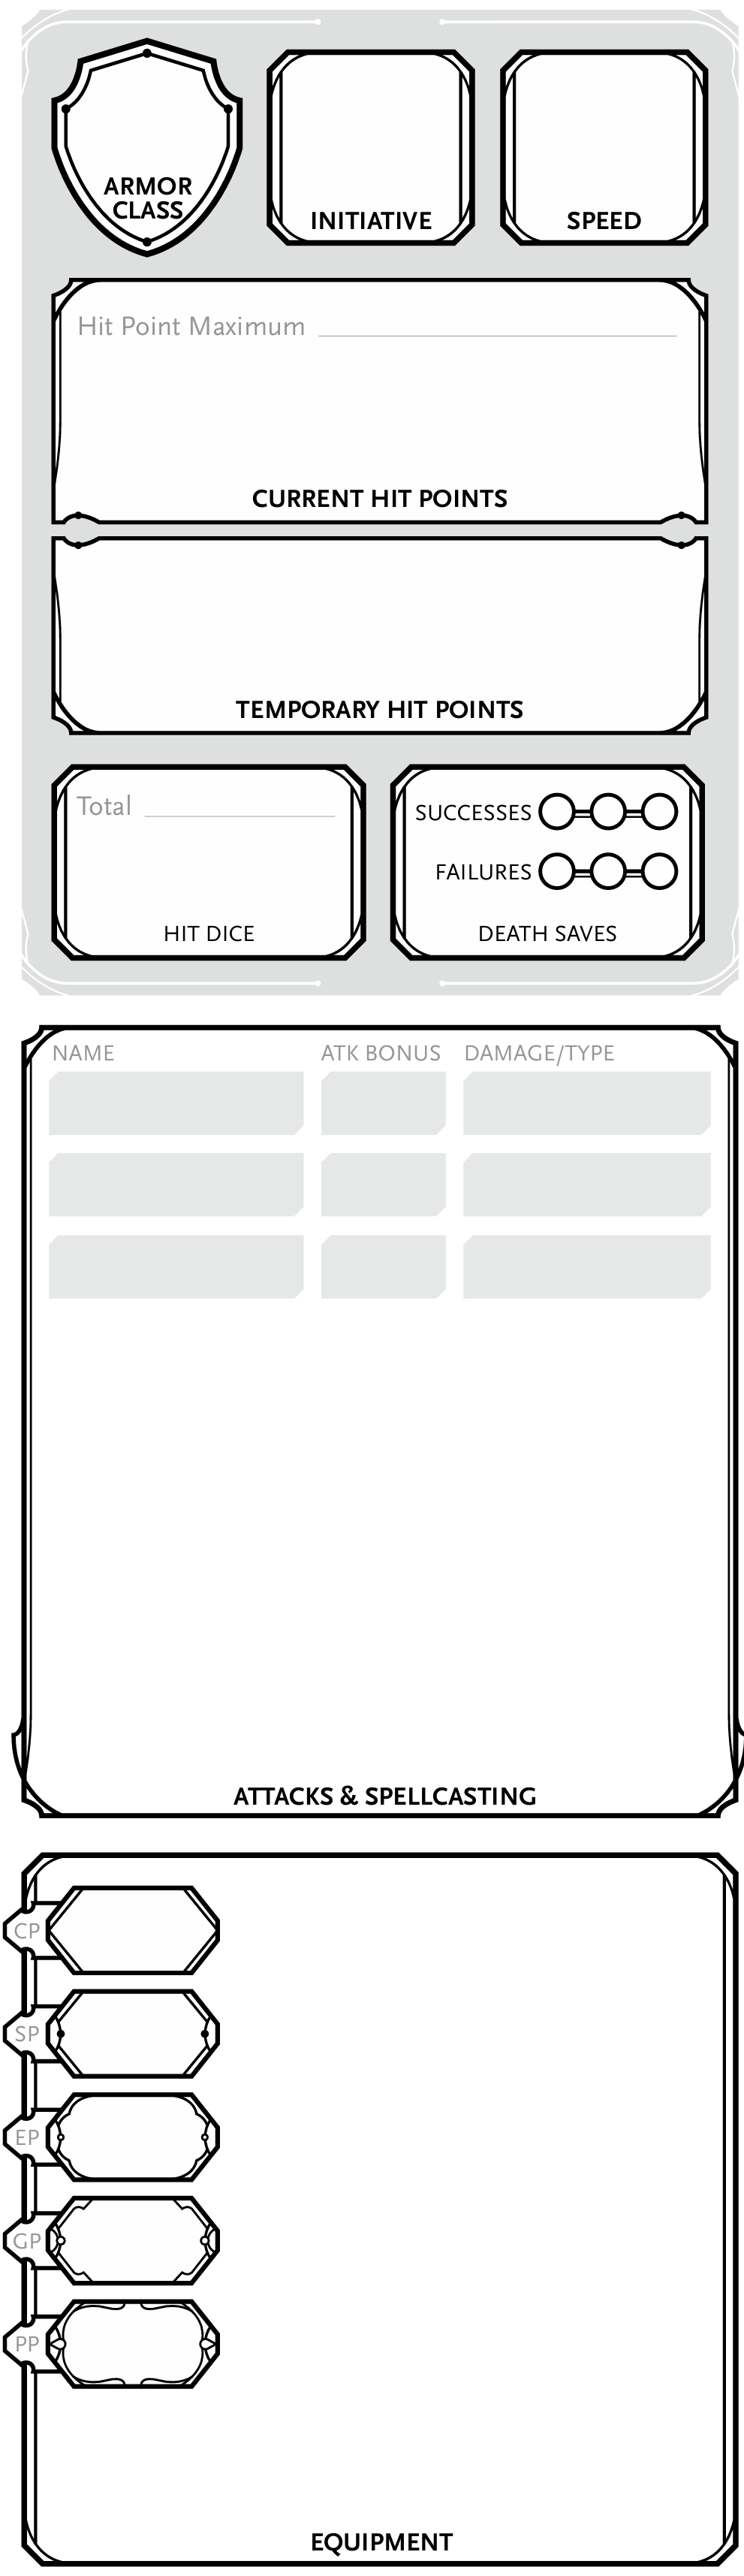 ARMOR
CLASS
INITIATIVE
SPEED
Hit Point Maximum
CURRENT HIT POINTS
TEMPORARY HIT POINTS
Total
HIT DICE
SUCCESSES
FAILURES
DEATH SAVES
NAME ATK BONUS DAMAGE/TYPE
ATTACKS & SPELLCASTING
CP
SP
EP
GP
PP
EQUIPMENT